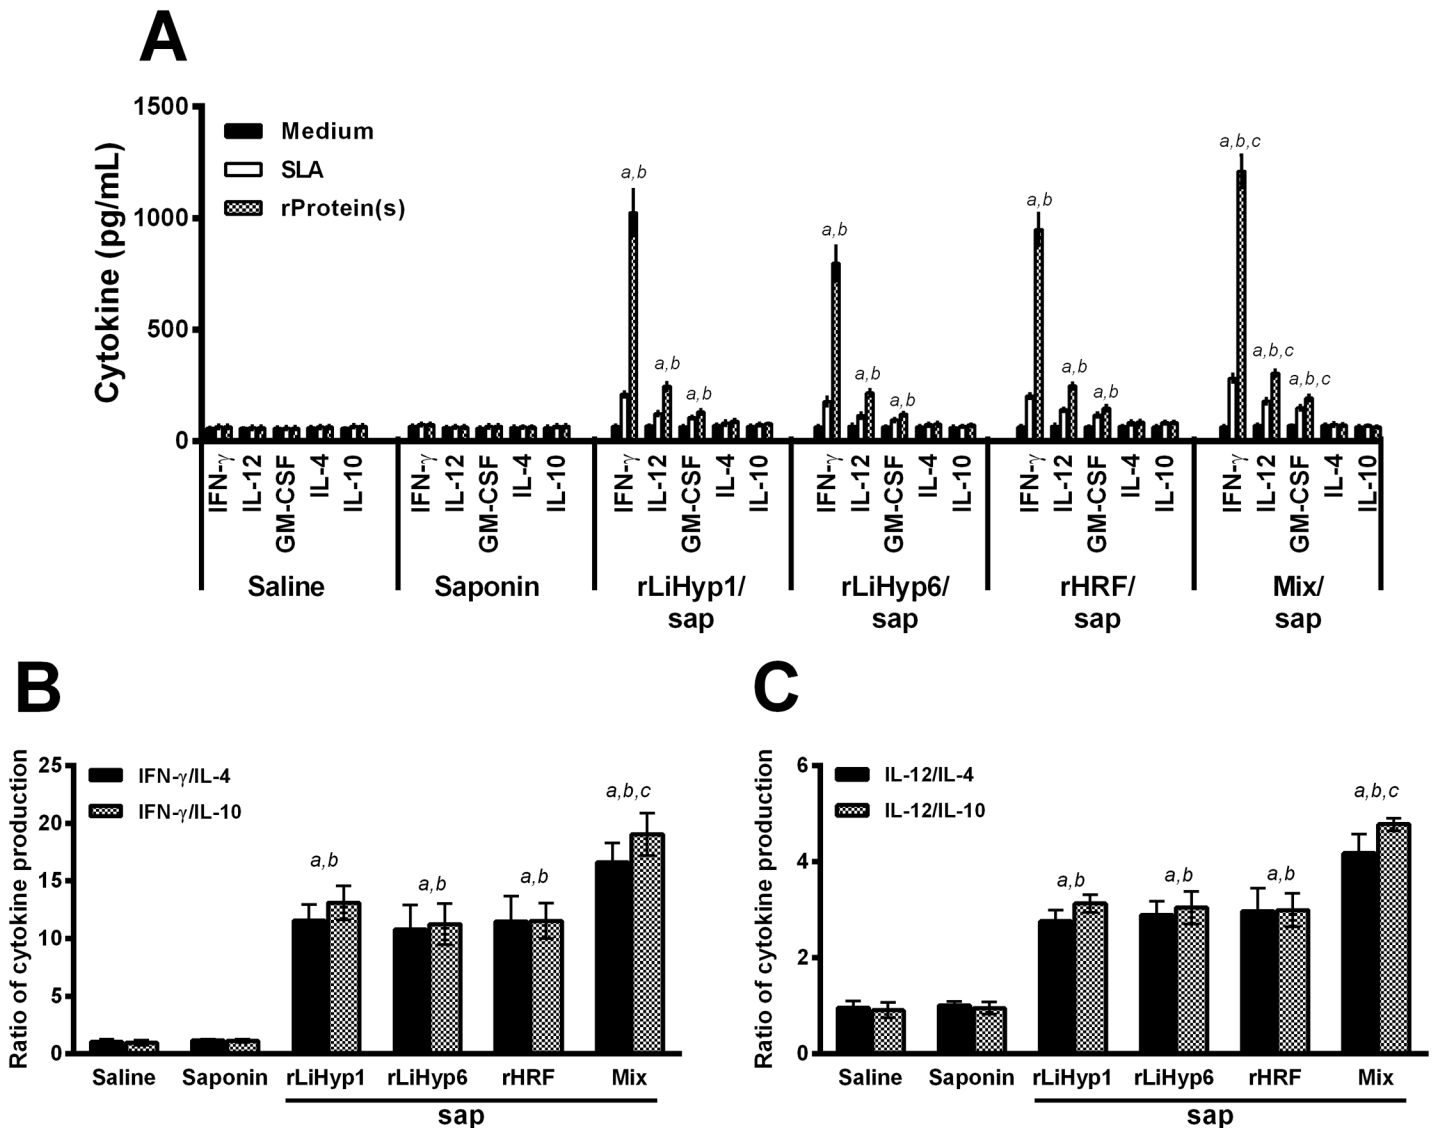 A
Cytokine (pg/mL)
1500
1000
500
0
Medium
SLA
rProtein(s)
a,b
a,b
a,b
a,b
a,b
a,b
a,b
a,b
a,b
a,b,c
a,b,c
a,b,c
IFN-γ
IL-12
GM-CSF
IL-4
IL-10
IFN-γ
IL-12
GM-CSF
IL-4
IL-10
IFN-γ
IL-12
GM-CSF
IL-4
IL-10
IFN-γ
IL-12
GM-CSF
IL-4
IL-10
IFN-γ
IL-12
GM-CSF
IL-4
IL-10
IFN-γ
IL-12
GM-CSF
IL-4
IL-10
Saline
Saponin
rLiHyp1/
sap
rLiHyp6/
sap
rHRF/
sap
Mix/
sap
B
Ratio of cytokine production
25
20
15
10
5
0
IFN-γ/IL-4
IFN-γ/IL-10
a,b
a,b
a,b
a,b,c
Saline
Saponin
rLiHyp1
rLiHyp6
rHRF
Mix
sap
C
Ratio of cytokine production
6
4
2
0
IL-12/IL-4
IL-12/IL-10
a,b
a,b
a,b
a,b,c
Saline
Saponin
rLiHyp1
rLiHyp6
rHRF
Mix
sap